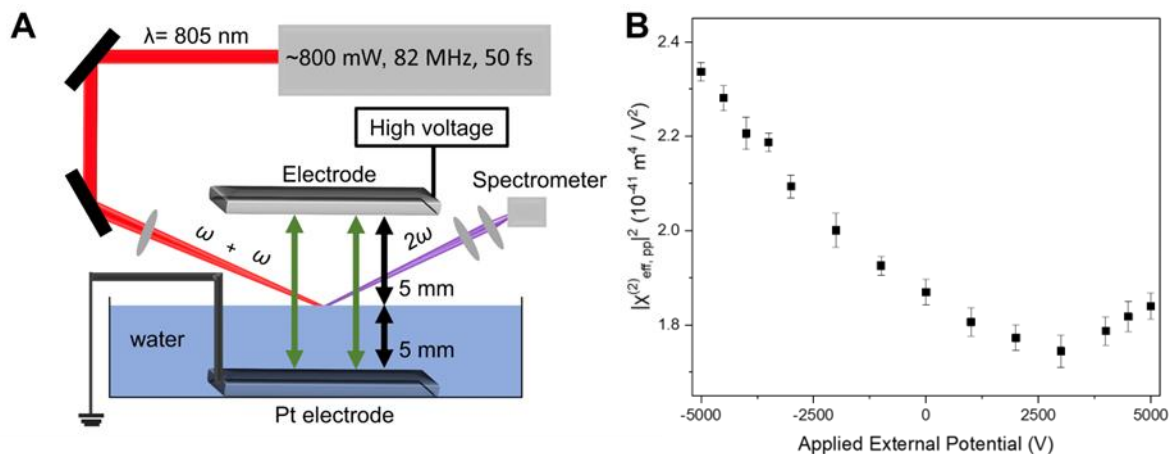 A
λ= 805 nm
~800 mW, 82 MHz, 50 fs
High voltage
Electrode
Spectrometer
ω + ω
2ω
5 mm
water
5 mm
Pt electrode
B
|χ(2)eff, pp|2 (10-41 m4 / V2)
2.4
2.2
2.0
1.8
-5000 -2500 0 2500 5000
Applied External Potential (V)